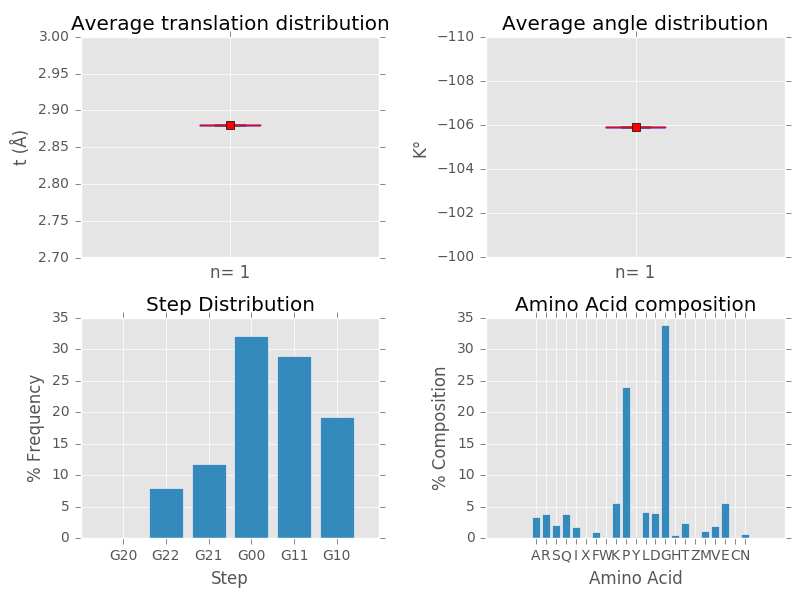 Average translation distribution
3.00
2.95
2.90
2.85
2.80
2.75
2.70
t (Å)
n= 1
Average angle distribution
−110
−108
−106
−104
−102
−100
K°
n= 1
Step Distribution
35
30
25
20
15
10
5
0
% Frequency
G20 G22 G21 G00 G11 G10
Step
Amino Acid composition
35
30
25
20
15
10
5
0
% Composition
A R S Q I X F W K P Y L D G H T Z M V E C N
Amino Acid